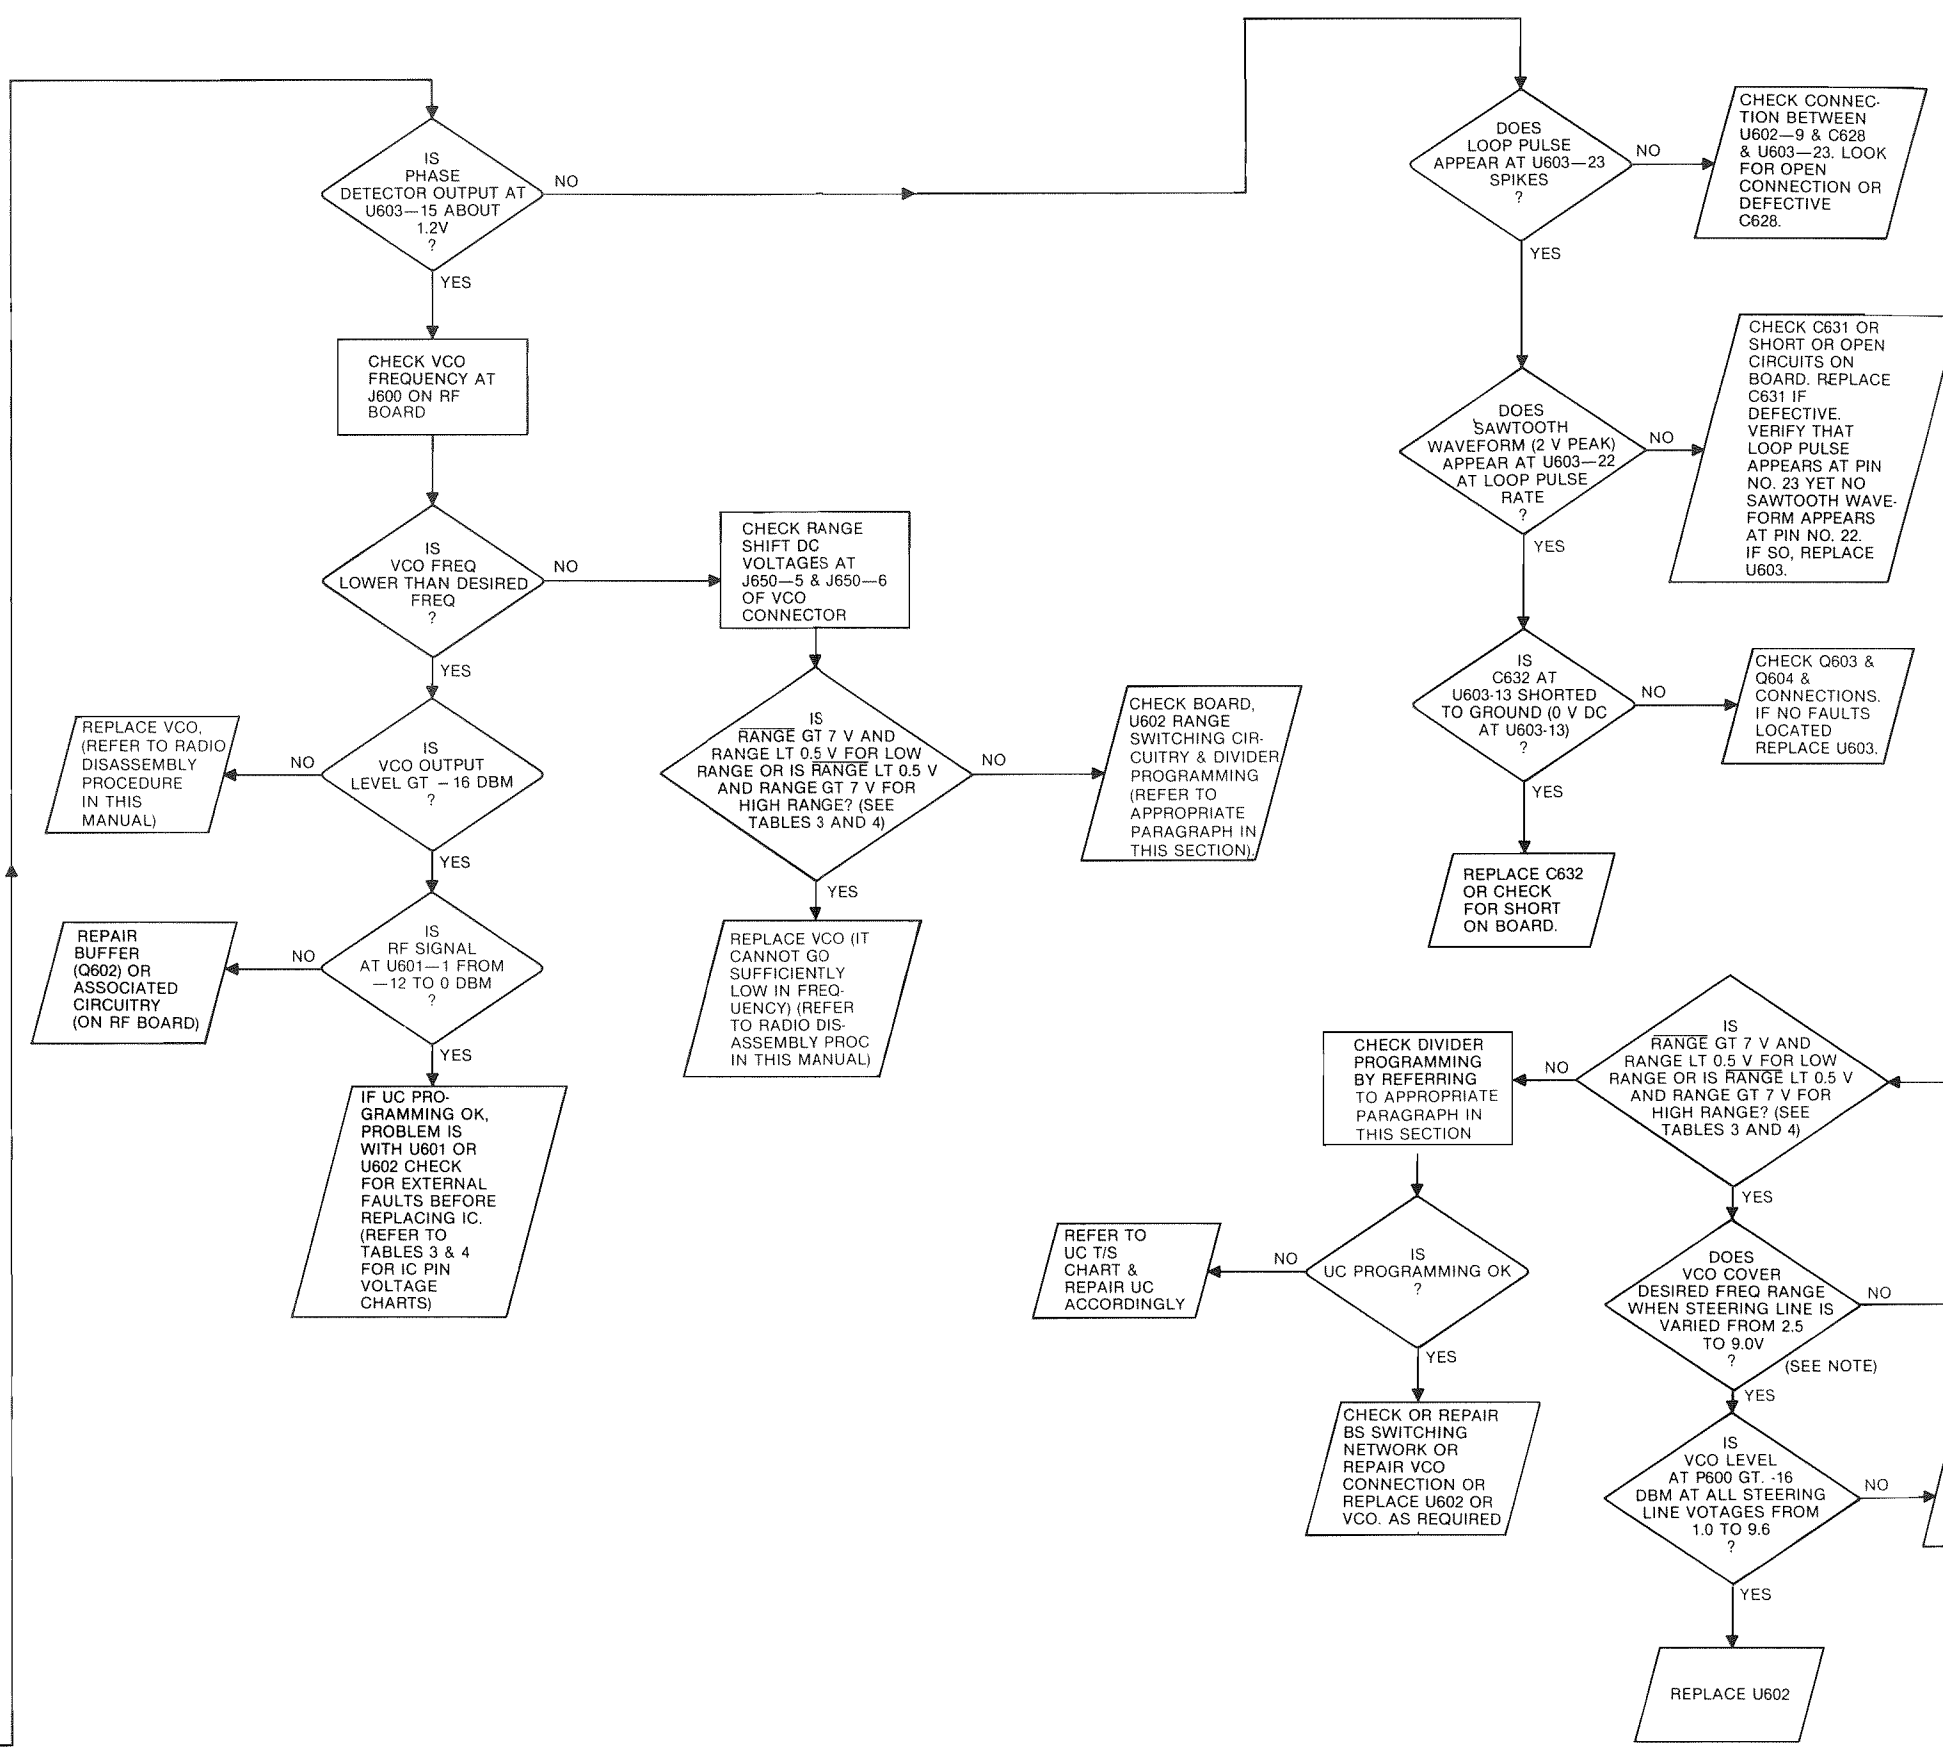 IS
PHASE
DETECTOR OUTPUT AT
U603—15 ABOUT
1.2V
?
NO
YES
CHECK VCO
FREQUENCY AT
J600 ON RF
BOARD
IS
VCO FREQ
LOWER THAN DESIRED
FREQ
?
NO
YES
CHECK RANGE
SHIFT DC
VOLTAGES AT
J650—5 & J650—6
OF VCO
CONNECTOR
IS
RANGE GT 7 V AND
RANGE LT 0.5 V FOR LOW
RANGE OR IS RANGE LT 0.5 V
AND RANGE GT 7 V FOR
HIGH RANGE? (SEE
TABLES 3 AND 4)
NO
YES
CHECK BOARD,
U602 RANGE
SWITCHING CIR-
CUITRY & DIVIDER
PROGRAMMING
(REFER TO
APPROPRIATE
PARAGRAPH IN
THIS SECTION).
REPLACE VCO (IT
CANNOT GO
SUFFICIENTLY
LOW IN FREQ-
UENCY) (REFER
TO RADIO DIS-
ASSEMBLY PROC
IN THIS MANUAL)
IS
VCO OUTPUT
LEVEL GT – 16 DBM
?
NO
YES
REPLACE VCO,
(REFER TO RADIO
DISASSEMBLY
PROCEDURE
IN THIS
MANUAL)
IS
RF SIGNAL
AT U601—1 FROM
—12 TO 0 DBM
?
NO
YES
REPAIR
BUFFER
(Q602) OR
ASSOCIATED
CIRCUITRY
(ON RF BOARD)
IF UC PRO-
GRAMMING OK,
PROBLEM IS
WITH U601 OR
U602 CHECK
FOR EXTERNAL
FAULTS BEFORE
REPLACING IC.
(REFER TO
TABLES 3 & 4
FOR IC PIN
VOLTAGE
CHARTS)
DOES
LOOP PULSE
APPEAR AT U603—23
SPIKES
?
NO
YES
CHECK CONNEC-
TION BETWEEN
U602—9 & C628
& U603—23. LOOK
FOR OPEN
CONNECTION OR
DEFECTIVE
C628.
DOES
SAWTOOTH
WAVEFORM (2 V PEAK)
APPEAR AT U603—22
AT LOOP PULSE
RATE
?
NO
YES
CHECK C631 OR
SHORT OR OPEN
CIRCUITS ON
BOARD. REPLACE
C631 IF
DEFECTIVE.
VERIFY THAT
LOOP PULSE
APPEARS AT PIN
NO. 23 YET NO
SAWTOOTH WAVE-
FORM APPEARS
AT PIN NO. 22.
IF SO, REPLACE
U603.
IS
C632 AT
U603-13 SHORTED
TO GROUND (0 V DC
AT U603-13)
?
NO
YES
CHECK Q603 &
Q604 &
CONNECTIONS.
IF NO FAULTS
LOCATED
REPLACE U603.
REPLACE C632
OR CHECK
FOR SHORT
ON BOARD.
IS
RANGE GT 7 V AND
RANGE LT 0.5 V FOR LOW
RANGE OR IS RANGE LT 0.5 V
AND RANGE GT 7 V FOR
HIGH RANGE? (SEE
TABLES 3 AND 4)
NO
YES
CHECK DIVIDER
PROGRAMMING
BY REFERRING
TO APPROPRIATE
PARAGRAPH IN
THIS SECTION
IS
UC PROGRAMMING OK
?
NO
YES
REFER TO
UC T/S
CHART &
REPAIR UC
ACCORDINGLY
CHECK OR REPAIR
BS SWITCHING
NETWORK OR
REPAIR VCO
CONNECTION OR
REPLACE U602 OR
VCO. AS REQUIRED
DOES
VCO COVER
DESIRED FREQ RANGE
WHEN STEERING LINE IS
VARIED FROM 2.5
TO 9.0V
?
(SEE NOTE)
NO
YES
IS
VCO LEVEL
AT P600 GT. -16
DBM AT ALL STEERING
LINE VOTAGES FROM
1.0 TO 9.6
?
NO
YES
REPLACE U602